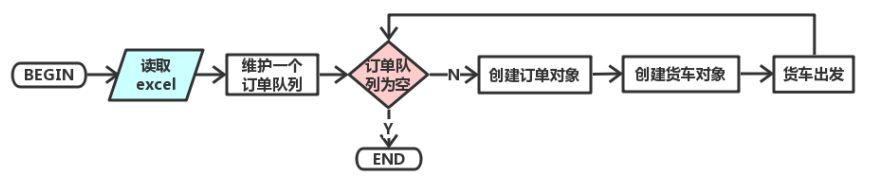 BEGIN
读取
excel
维护一个
订单队列
订单队
列为空
N
创建订单对象
创建货车对象
货车出发
Y
END